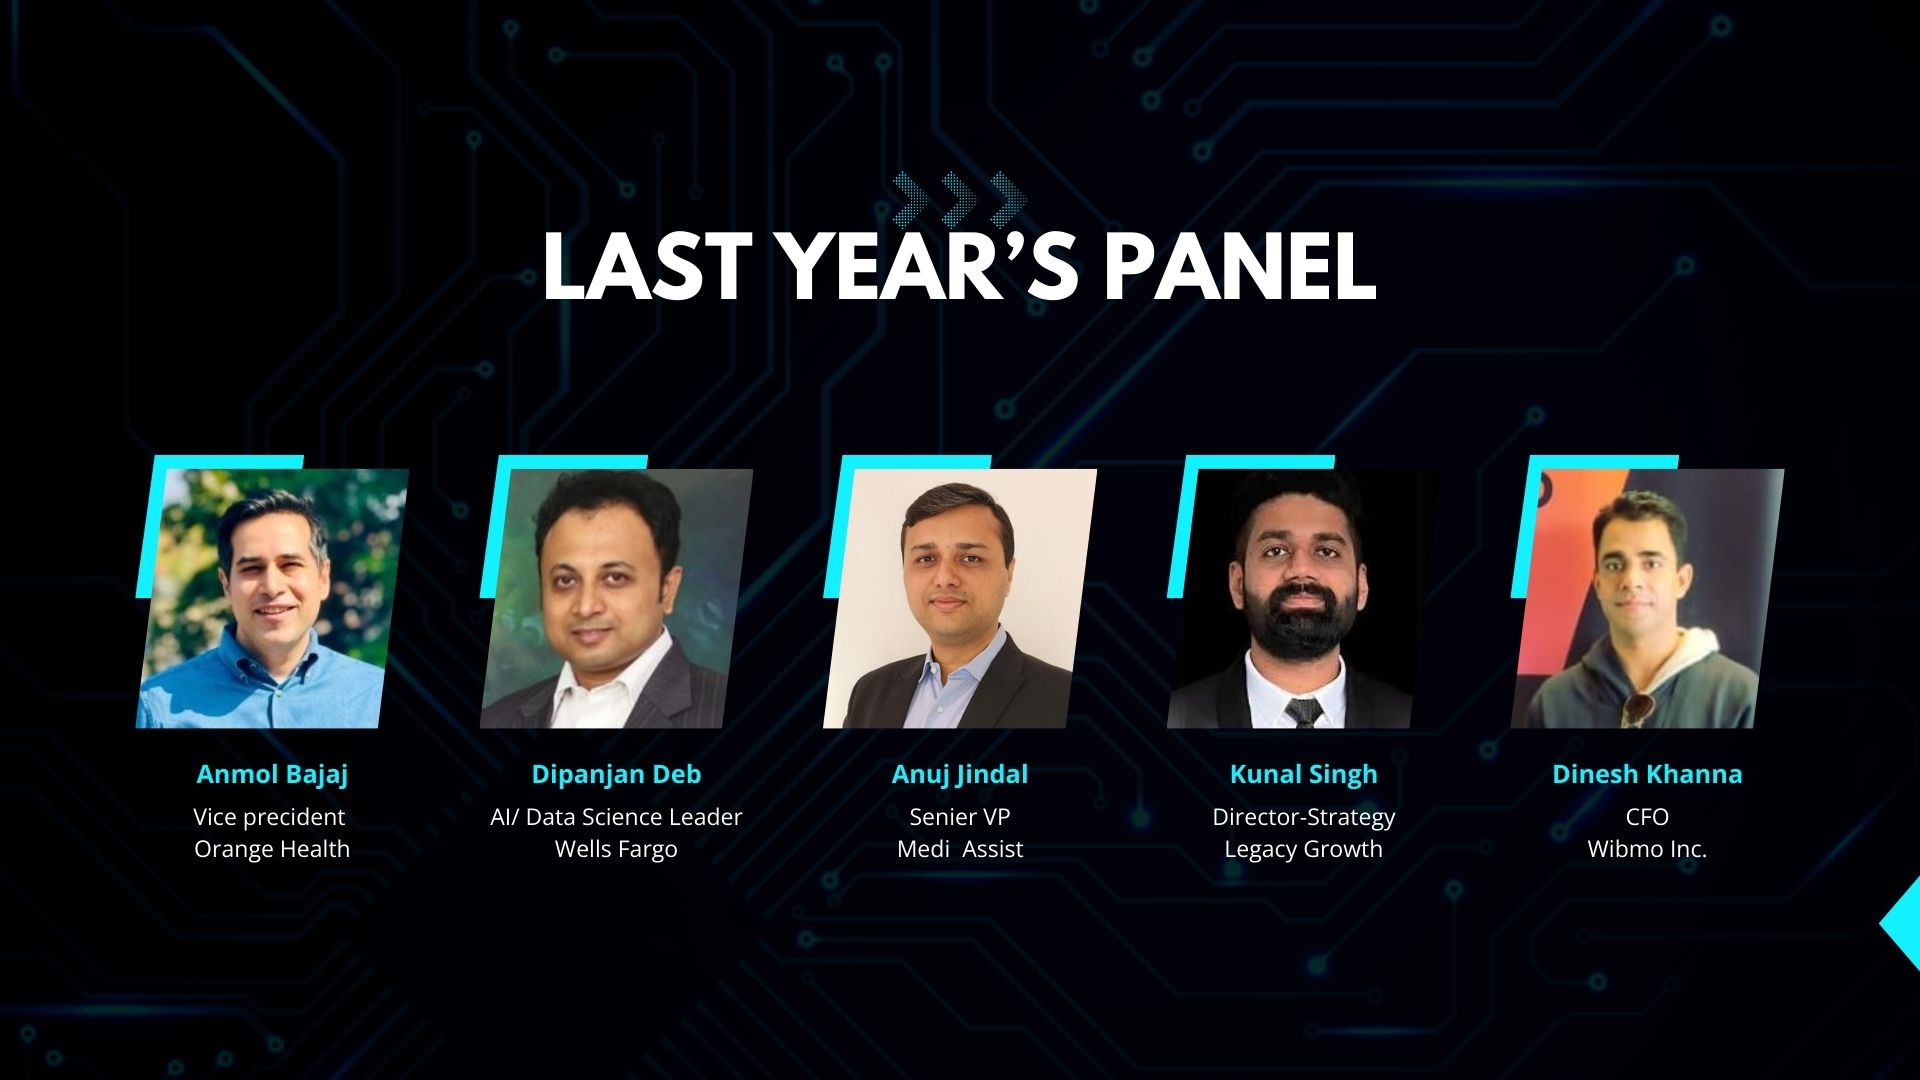 LAST YEAR’S PANEL
Anmol Bajaj
Vice precident
Orange Health
Dipanjan Deb
AI/ Data Science Leader
Wells Fargo
Anuj Jindal
Senier VP
Medi  Assist
Kunal Singh
Director-Strategy
Legacy Growth
Dinesh Khanna
CFO
Wibmo Inc.